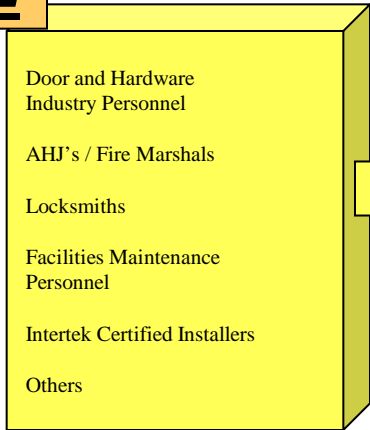 Door and Hardware
Industry Personnel
AHJ's / Fire Marshals
Locksmiths
Facilities Maintenance
Personnel
Intertek Certified Installers
Others